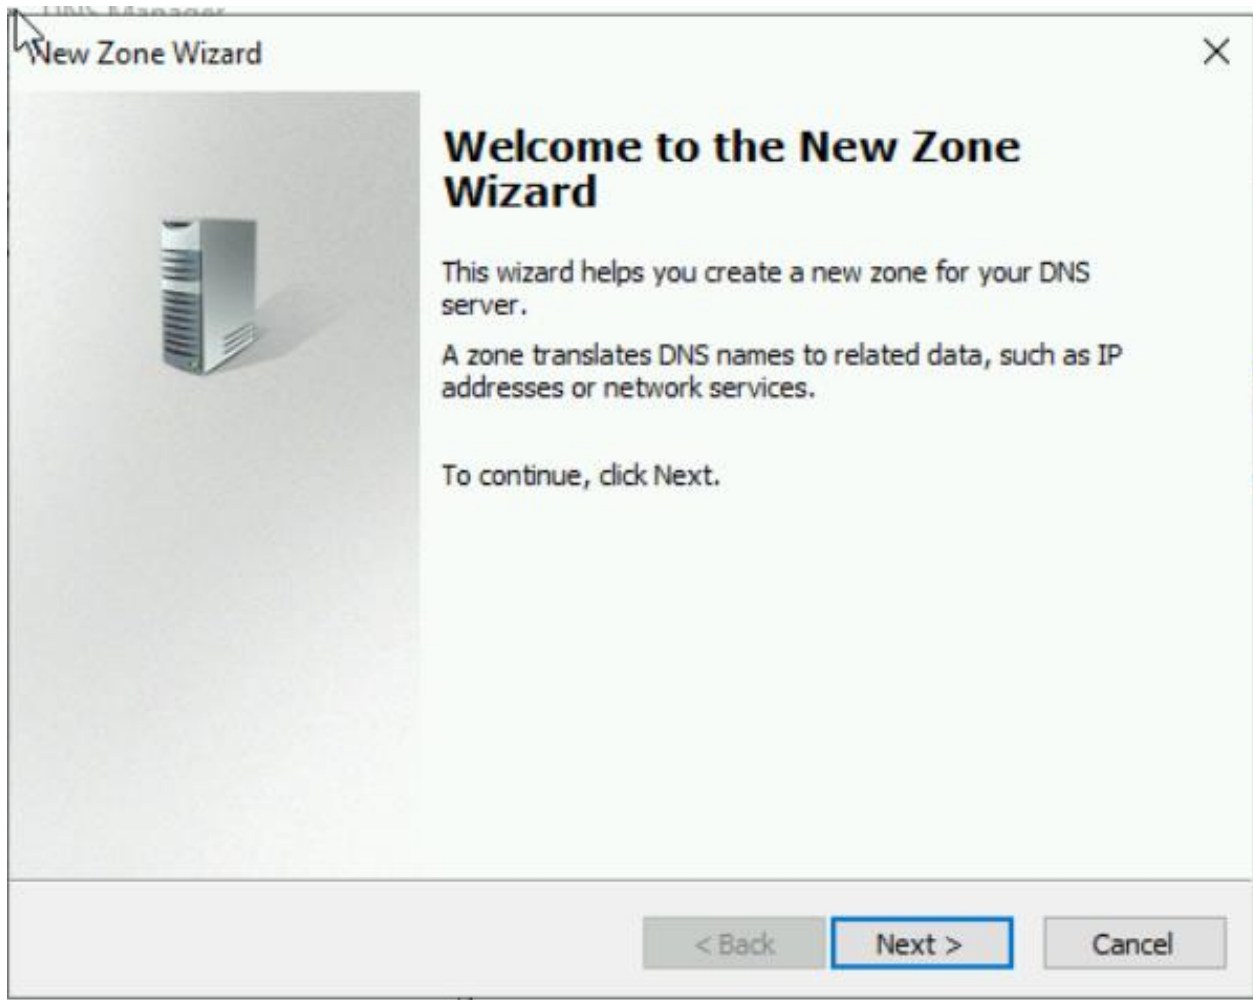 DNS Manager
New Zone Wizard
Welcome to the New Zone
Wizard
This wizard helps you create a new zone for your DNS
server.
A zone translates DNS names to related data, such as IP
addresses or network services.
To continue, click Next.
< Back
Next >
Cancel